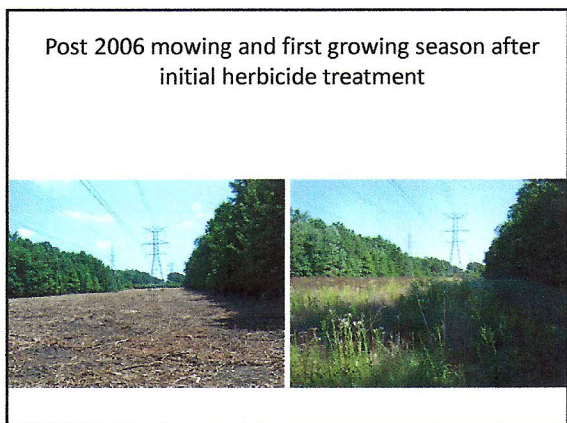 Post 2006 mowing and first growing season after
initial herbicide treatment